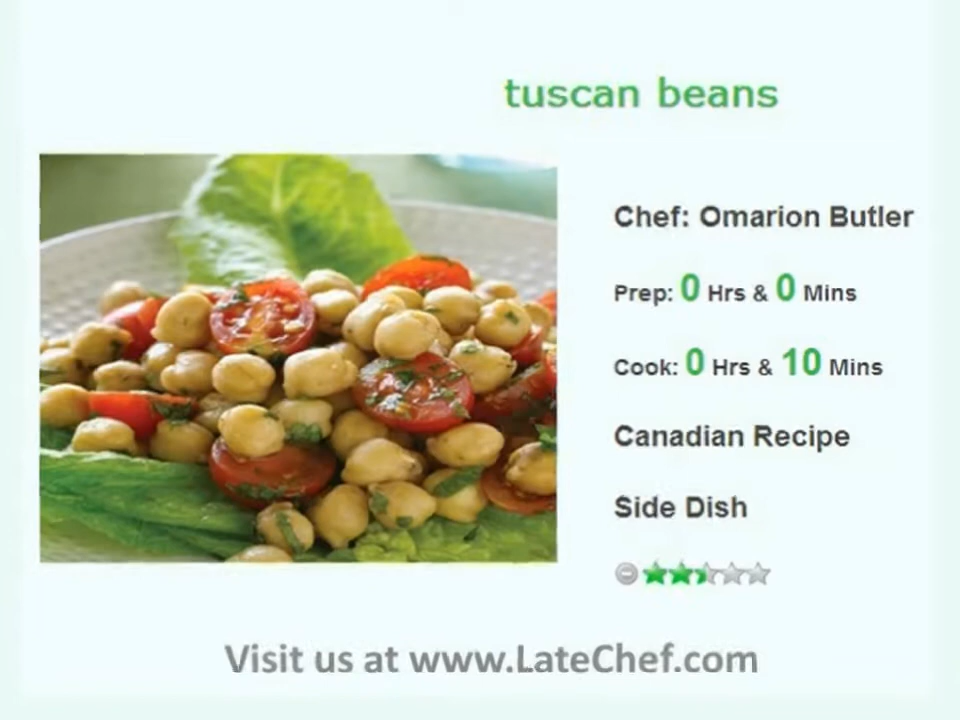 tuscan beans
Chef: Omarion Butler
Prep: 0 Hrs & 0 Mins
Cook: 0 Hrs & 10 Mins
Canadian Recipe
Side Dish
Visit us at www.LateChef.com